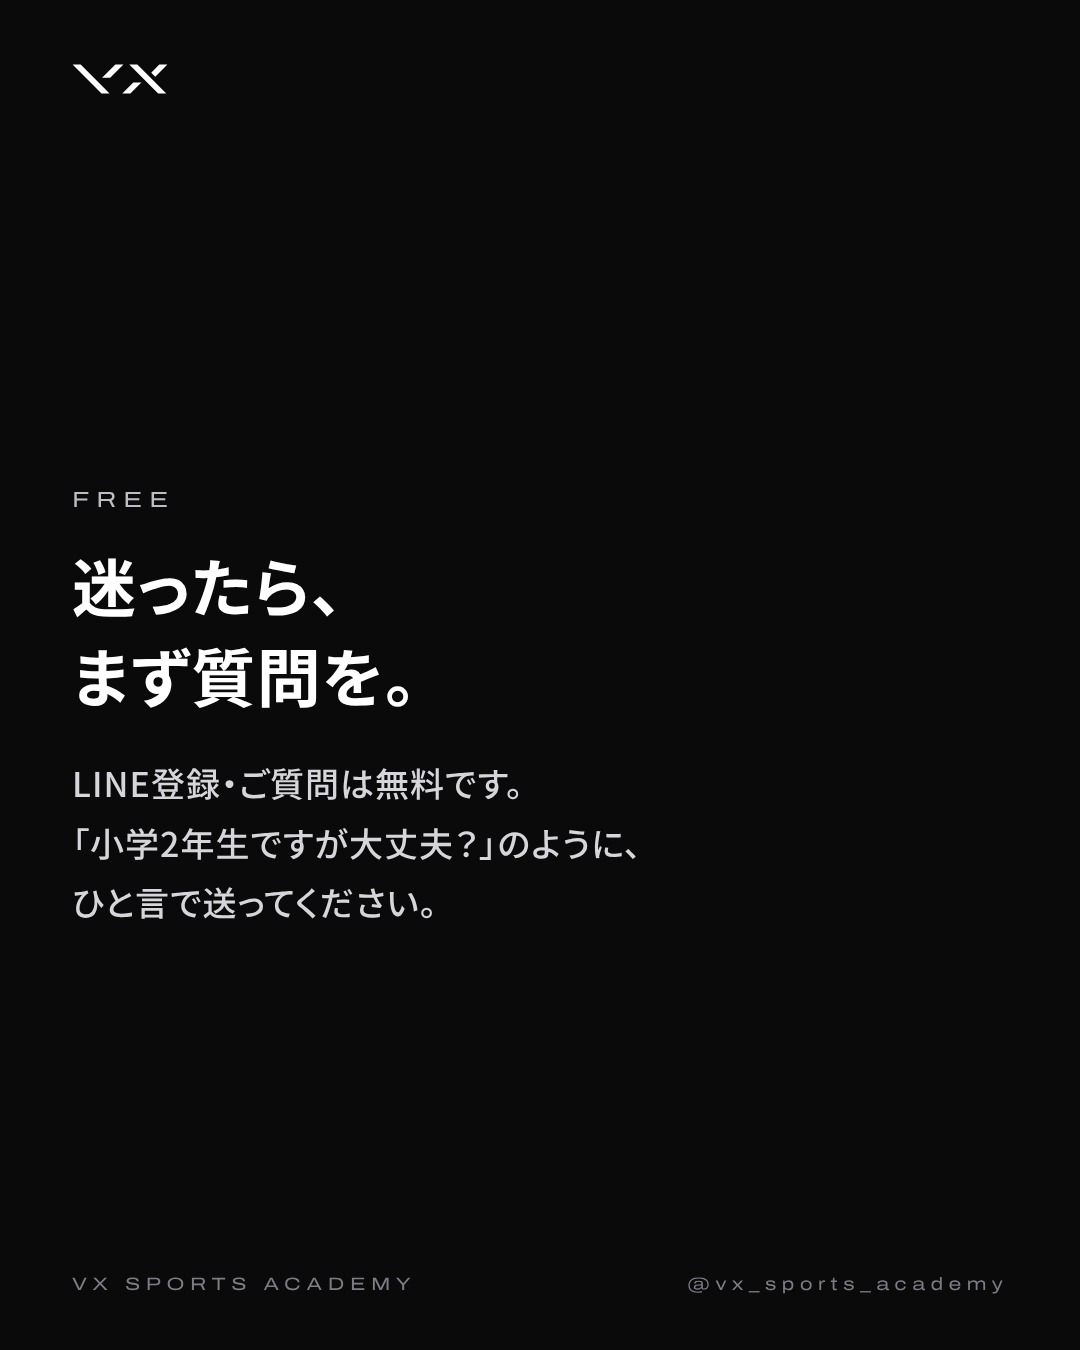 VX
FREE
迷ったら、
まず質問を。
LINE登録・ご質問は無料です。
「小学2年生ですが大丈夫？」のように、
ひと言で送ってください。
VX SPORTS ACADEMY
@vx_sports_academy